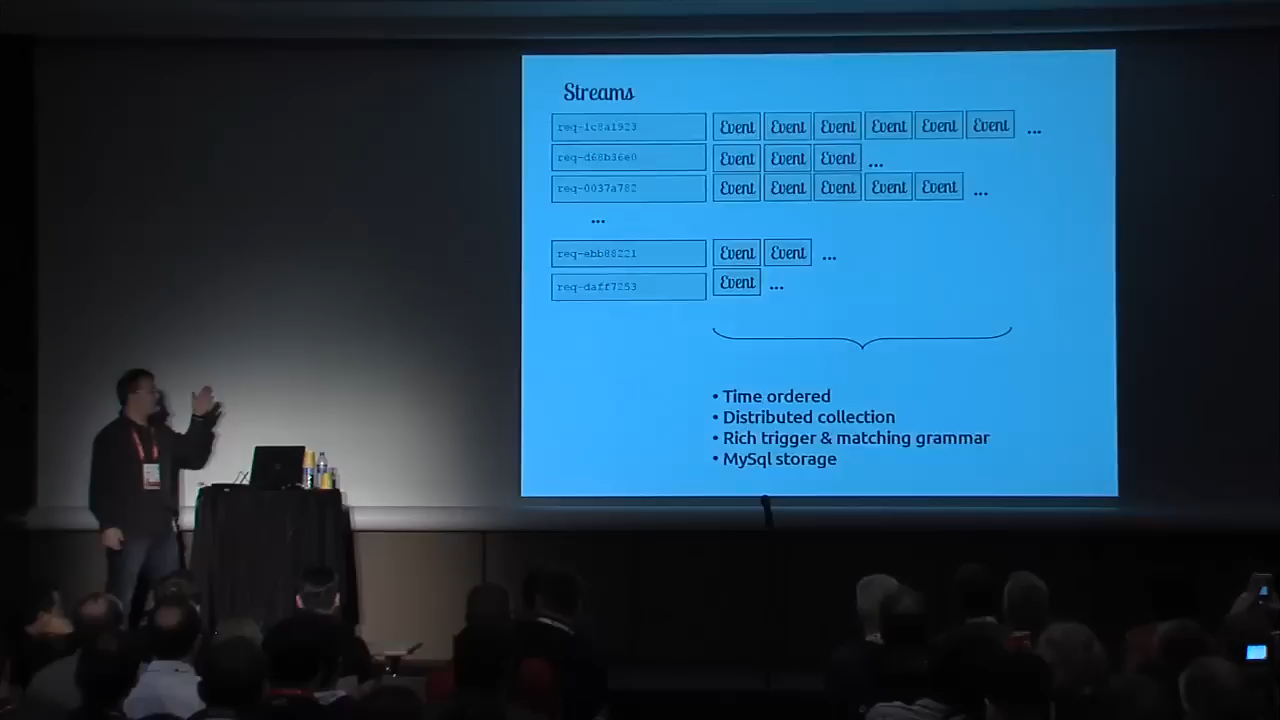 Streams
req-1c8a1923 Event Event Event Event Event Event ...
req-d68b36e0 Event Event Event ...
req-0037a782 Event Event Event Event Event ...
...
req-ebb88221 Event Event ...
req-daff7253 Event ...
• Time ordered
• Distributed collection
• Rich trigger & matching grammar
• MySql storage